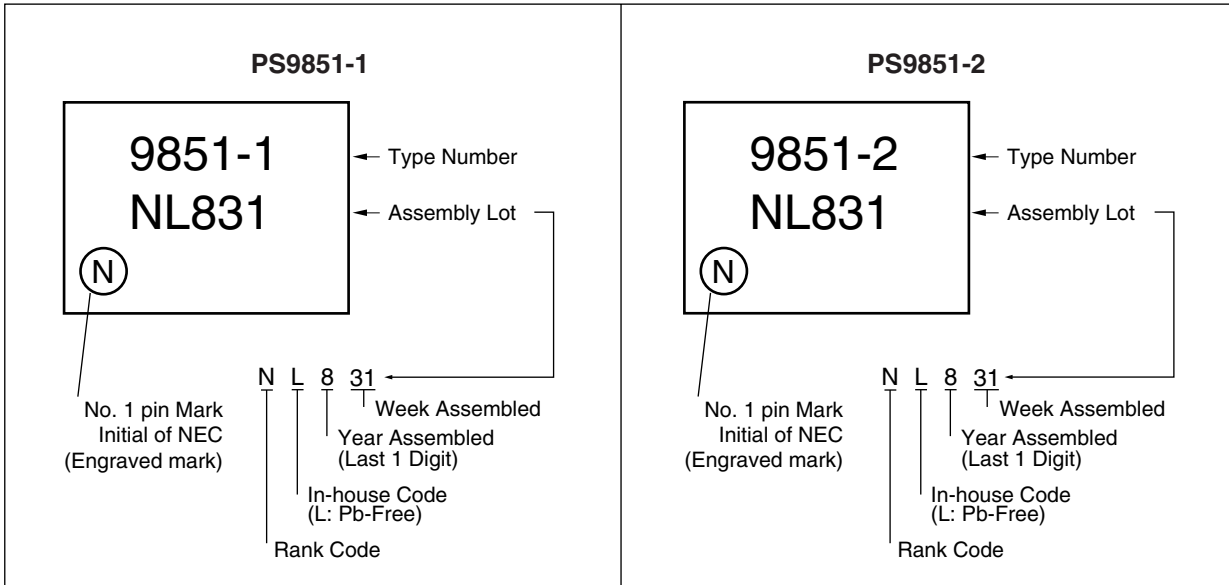 PS9851-1
9851-1
Type Number
NL831
Assembly Lot
N
N L 8 31
No. 1 pin Mark
Initial of NEC
(Engraved mark)
Week Assembled
Year Assembled
(Last 1 Digit)
In-house Code
(L: Pb-Free)
Rank Code
PS9851-2
9851-2
Type Number
NL831
Assembly Lot
N
N L 8 31
No. 1 pin Mark
Initial of NEC
(Engraved mark)
Week Assembled
Year Assembled
(Last 1 Digit)
In-house Code
(L: Pb-Free)
Rank Code